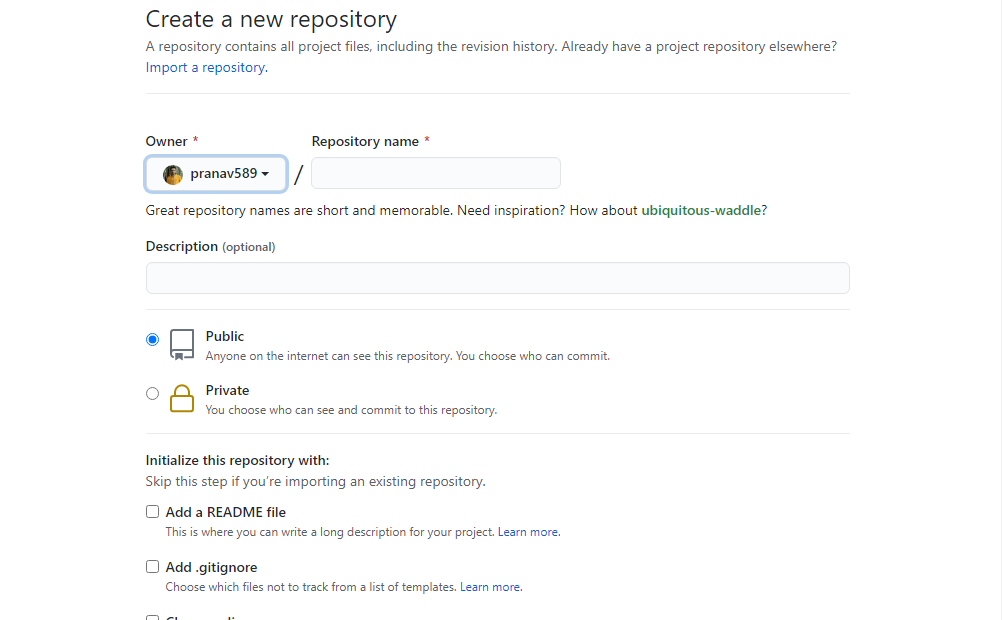 Create a new repository
A repository contains all project files, including the revision history. Already have a project repository elsewhere?
Import a repository.
Owner * Repository name *
pranav589 /
Great repository names are short and memorable. Need inspiration? How about ubiquitous-waddle?
Description (optional)
Public
Anyone on the internet can see this repository. You choose who can commit.
Private
You choose who can see and commit to this repository.
Initialize this repository with:
Skip this step if you’re importing an existing repository.
Add a README file
This is where you can write a long description for your project. Learn more.
Add .gitignore
Choose which files not to track from a list of templates. Learn more.